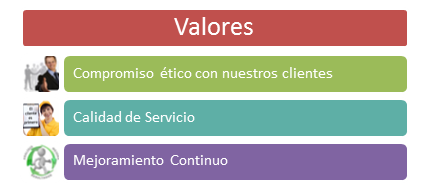 Valores
Compromiso ético con nuestros clientes
Calidad de Servicio
Mejoramiento Continuo